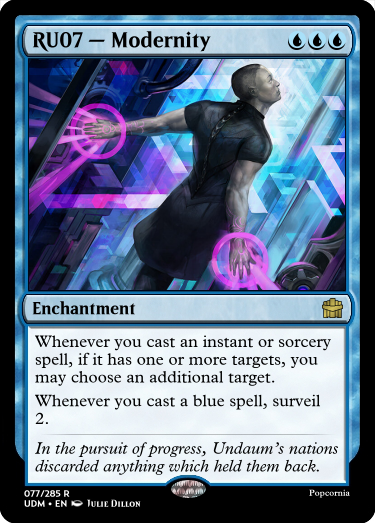 RU07 — Modernity
Enchantment
Whenever you cast an instant or sorcery
spell, if it has one or more targets, you
may choose an additional target.
Whenever you cast a blue spell, surveil
2.
In the pursuit of progress, Undaum's nations
discarded anything which held them back.
077/285 R
Popcornia
UDM • EN Julie Dillon